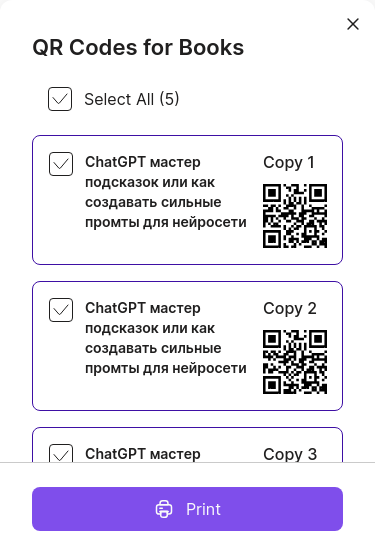 QR Codes for Books
Select All (5)
ChatGPT мастер
подсказок или как
создавать сильные
промты для нейросети
Copy 1
ChatGPT мастер
подсказок или как
создавать сильные
промты для нейросети
Copy 2
ChatGPT мастер
Copy 3
Print